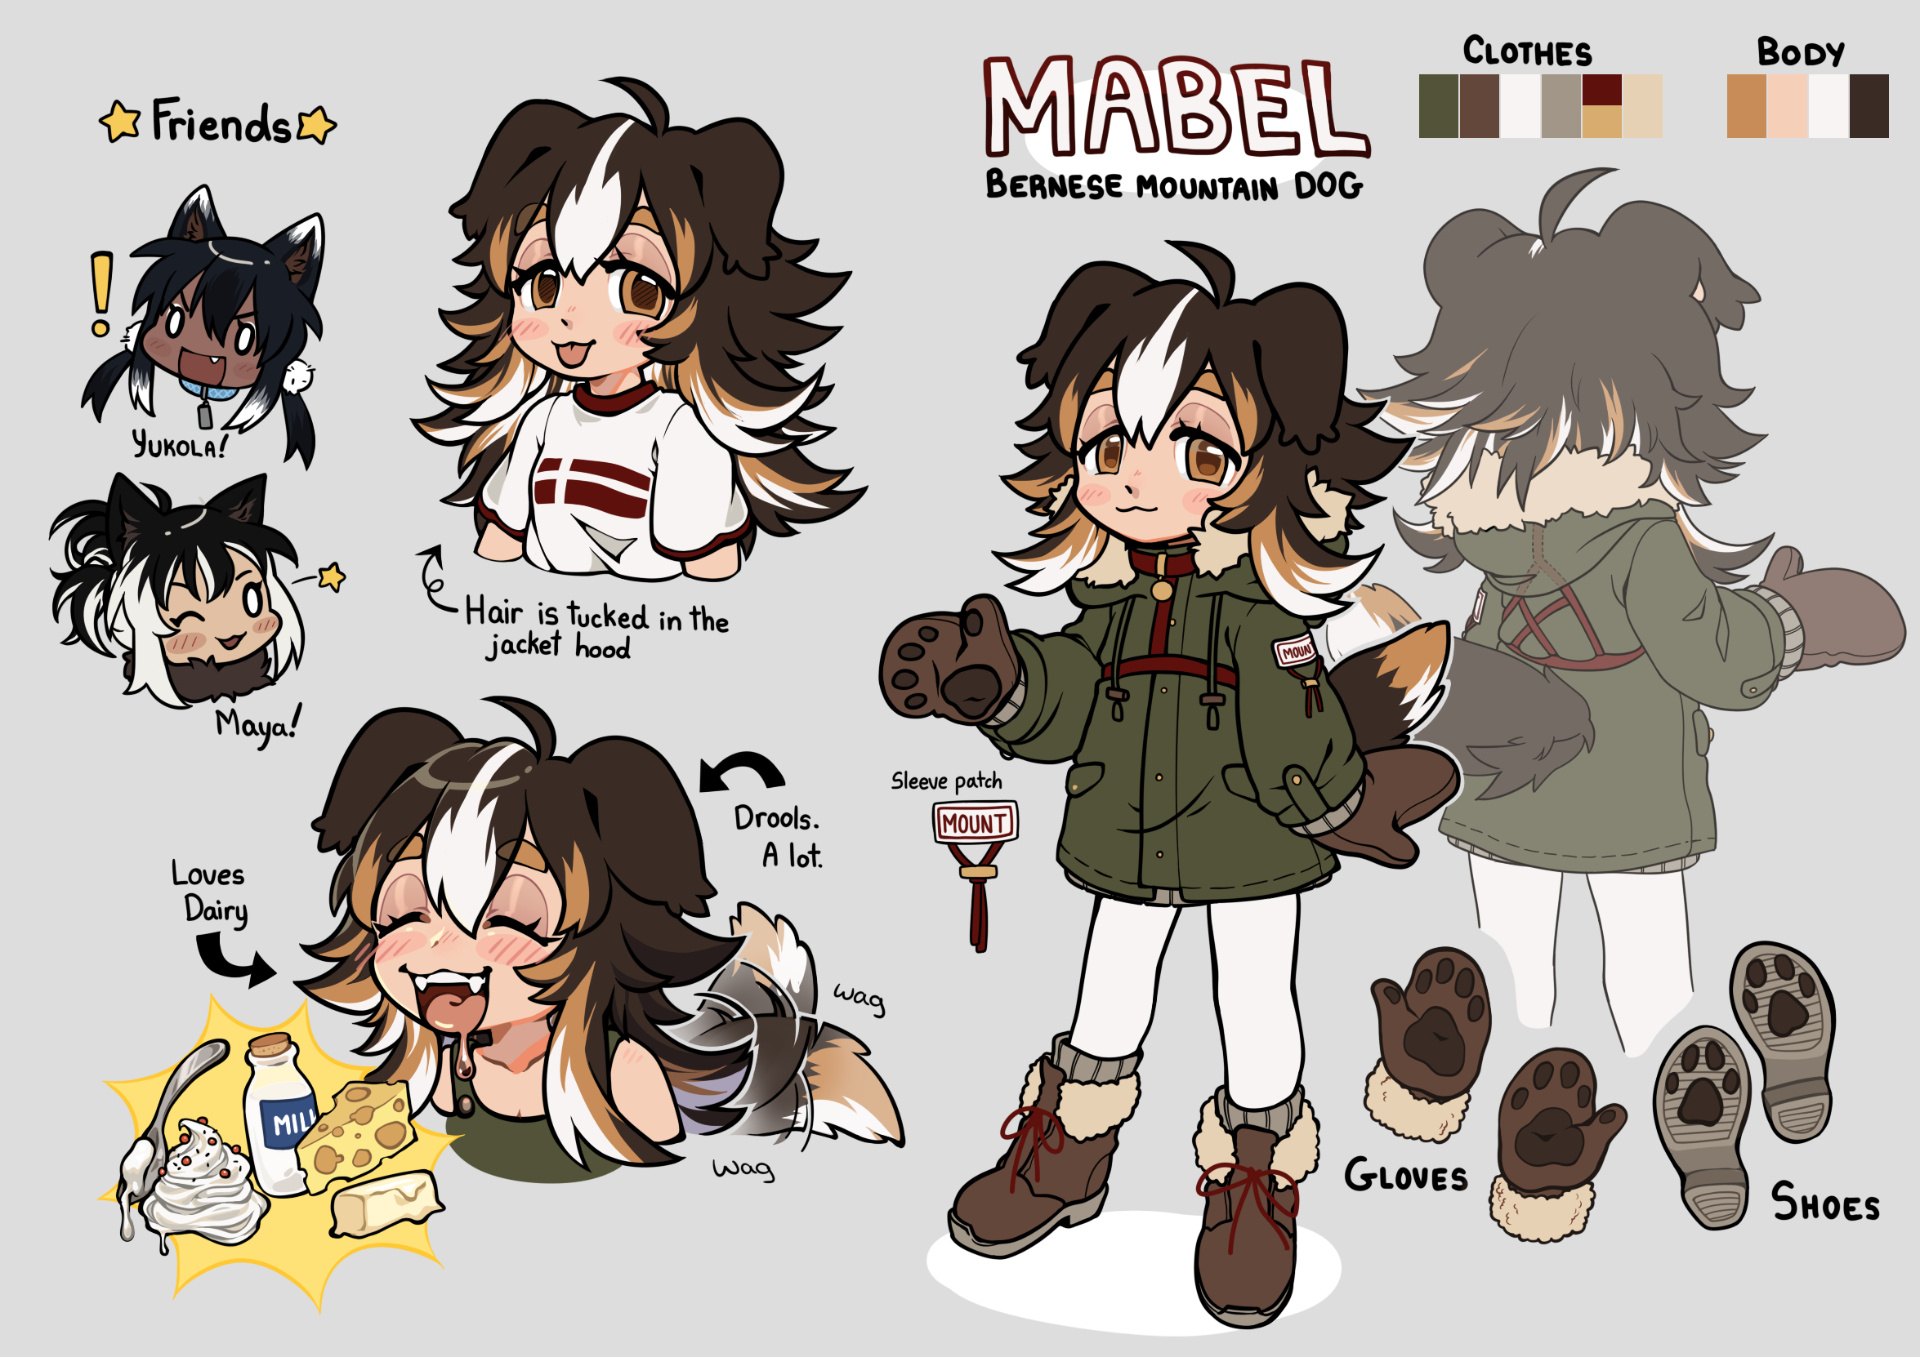 Friends
YUKOLA!
Maya!
Hair is tucked in the
jacket hood
Drools.
A lot.
Loves
Dairy
MILK
wag
wag
MABEL
BERNESE MOUNTAIN DOG
CLOTHES
BODY
MOUN
Sleeve patch
MOUNT
GLOVES
SHOES